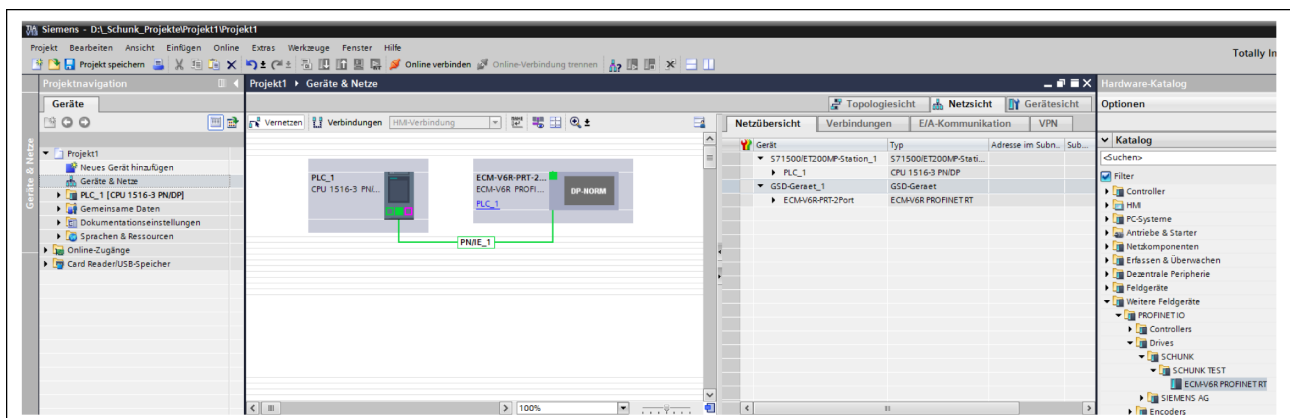 Siemens - D:\_Schunk_Projekte\Projekt1\Projekt1
Projekt Bearbeiten Ansicht Einfügen Online Extras Werkzeuge Fenster Hilfe
Totally In
Projekt speichern Online verbinden Online-Verbindung trennen
Projektnavigation
Projekt1 Geräte & Netze
Hardware-Katalog
Geräte
Topologiesicht Netzsicht Gerätesicht
Optionen
Vernetzen Verbindungen HMI-Verbindung
Netzübersicht Verbindungen E/A-Kommunikation VPN
Geräte & Netze
Projekt1
Neues Gerät hinzufügen
Geräte & Netze
PLC_1 [CPU 1516-3 PN/DP]
Gemeinsame Daten
Dokumentationseinstellungen
Sprachen & Ressourcen
Online-Zugänge
Card Reader/USB-Speicher
PLC_1
CPU 1516-3 PN/...
ECM-V6R-PRT-2...
ECM-V6R PROFI...
PLC_1
DP-NORM
PN/IE_1
100%
Gerät Typ Adresse im Subn... Sub...
S71500/ET200MP-Station_1 S71500/ET200MP-Stati...
PLC_1 CPU 1516-3 PN/DP
GSD-Geraet_1 GSD-Geraet
ECM-V6R-PRT-2Port ECM-V6R PROFINET RT
Katalog
<Suchen>
Filter
Controller
HMI
PC-Systeme
Antriebe & Starter
Netzkomponenten
Erfassen & Überwachen
Dezentrale Peripherie
Feldgeräte
Weitere Feldgeräte
PROFINET IO
Controllers
Drives
SCHUNK
SCHUNK TEST
ECM-V6R PROFINET RT
SIEMENS AG
Encoders